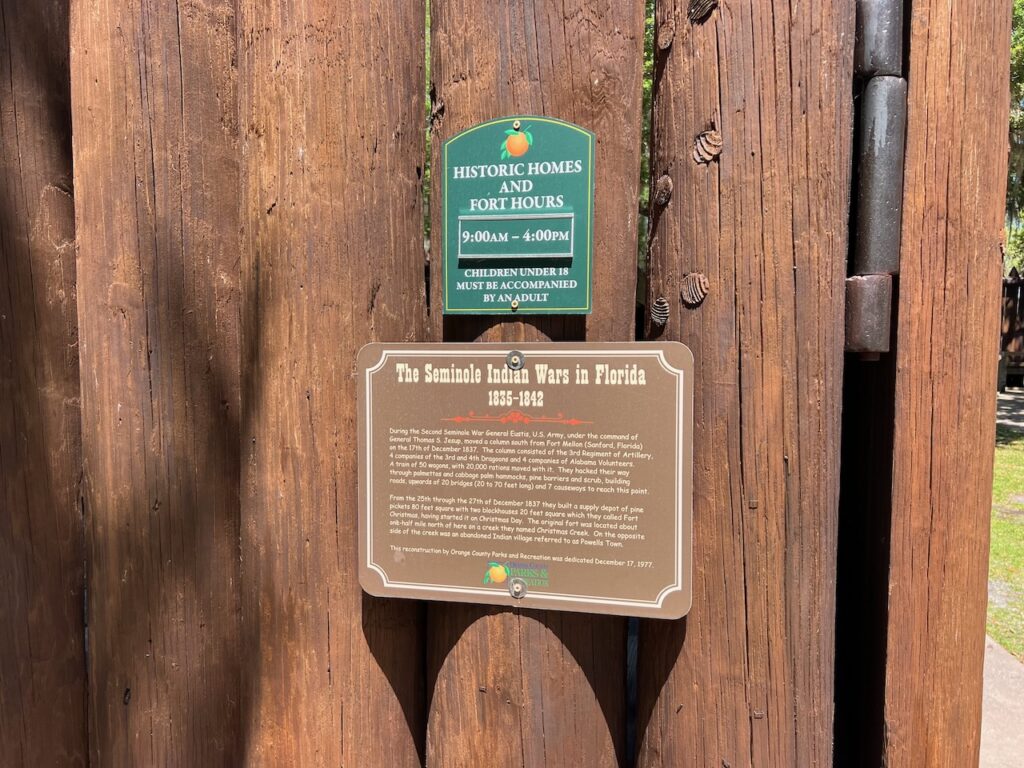 HISTORIC HOMES
AND
FORT HOURS
9:00AM – 4:00PM
CHILDREN UNDER 18
MUST BE ACCOMPANIED
BY AN ADULT
The Seminole Indian Wars in Florida
1835-1842
During the Second Seminole War General Eustis, U.S. Army, under the command of
General Thomas S. Jesup, moved a column south from Fort Mellon (Sanford, Florida)
on the 17th of December 1837. The column consisted of the 3rd Regiment of Artillery,
4 companies of the 3rd and 4th Dragoons and 4 companies of Alabama Volunteers.
A train of 50 wagons, with 20,000 rations moved with it. They hacked their way
through palmettos and cabbage palm hammocks, pine barriers and scrub, building
roads, upwards of 20 bridges (20 to 70 feet long) and 7 causeways to reach this point.
From the 25th through the 27th of December 1837 they built a supply depot of pine
pickets 80 feet square with two blockhouses 20 feet square which they called Fort
Christmas, having started it on Christmas Day. The original fort was located about
one-half mile north of here on a creek they named Christmas Creek. On the opposite
side of the creek was an abandoned Indian village referred to as Powells Town.
This reconstruction by Orange County Parks and Recreation was dedicated December 17, 1977.
PARKS &